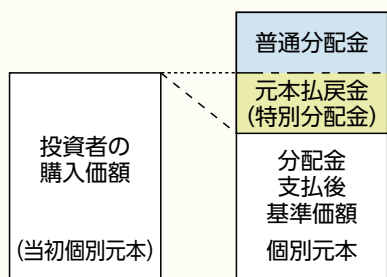 普通分配金
元本払戻金
(特別分配金)
投資者の
購入価額
(当初個別元本)
分配金
支払後
基準価額
個別元本